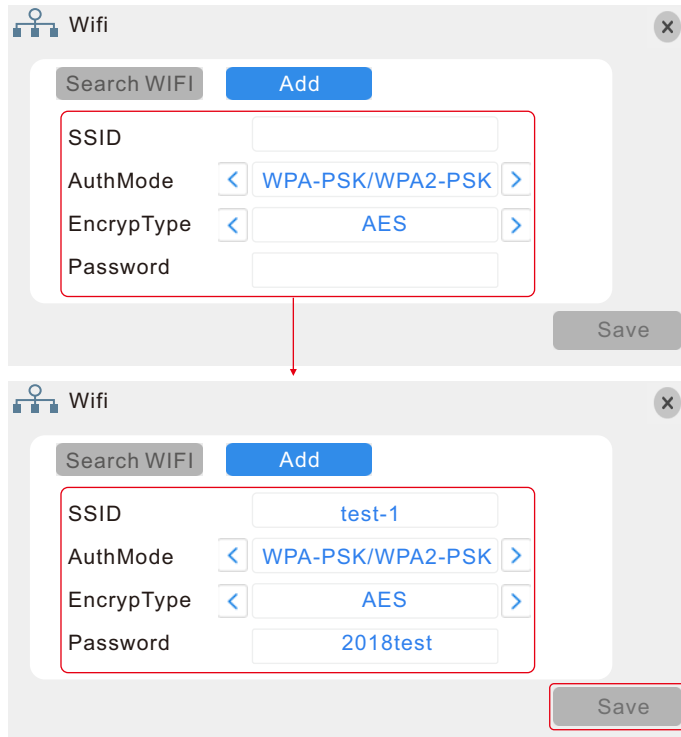 Wifi
Search WIFI Add
SSID
AuthMode WPA-PSK/WPA2-PSK
EncrypType AES
Password
Save
Wifi
Search WIFI Add
SSID test-1
AuthMode WPA-PSK/WPA2-PSK
EncrypType AES
Password 2018test
Save